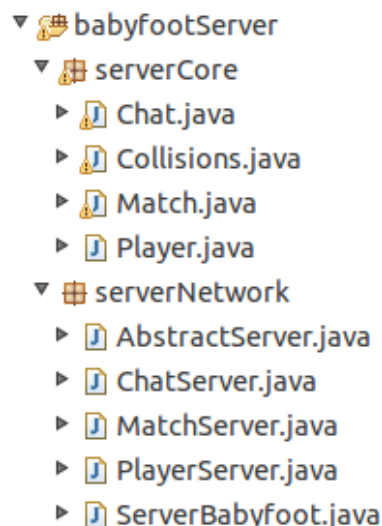 babyfootServer
serverCore
Chat.java
Collisions.java
Match.java
Player.java
serverNetwork
AbstractServer.java
ChatServer.java
MatchServer.java
PlayerServer.java
ServerBabyfoot.java